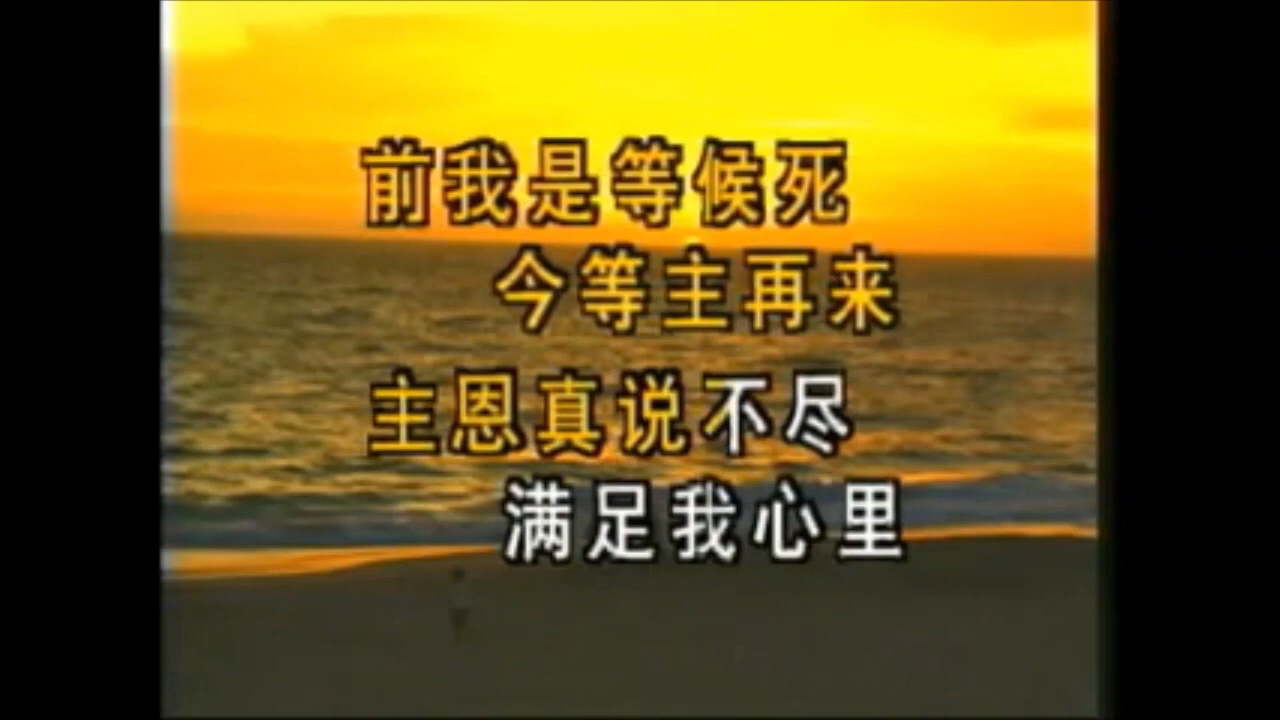 前我是等候死
今等主再来
主恩真说不尽
满足我心里